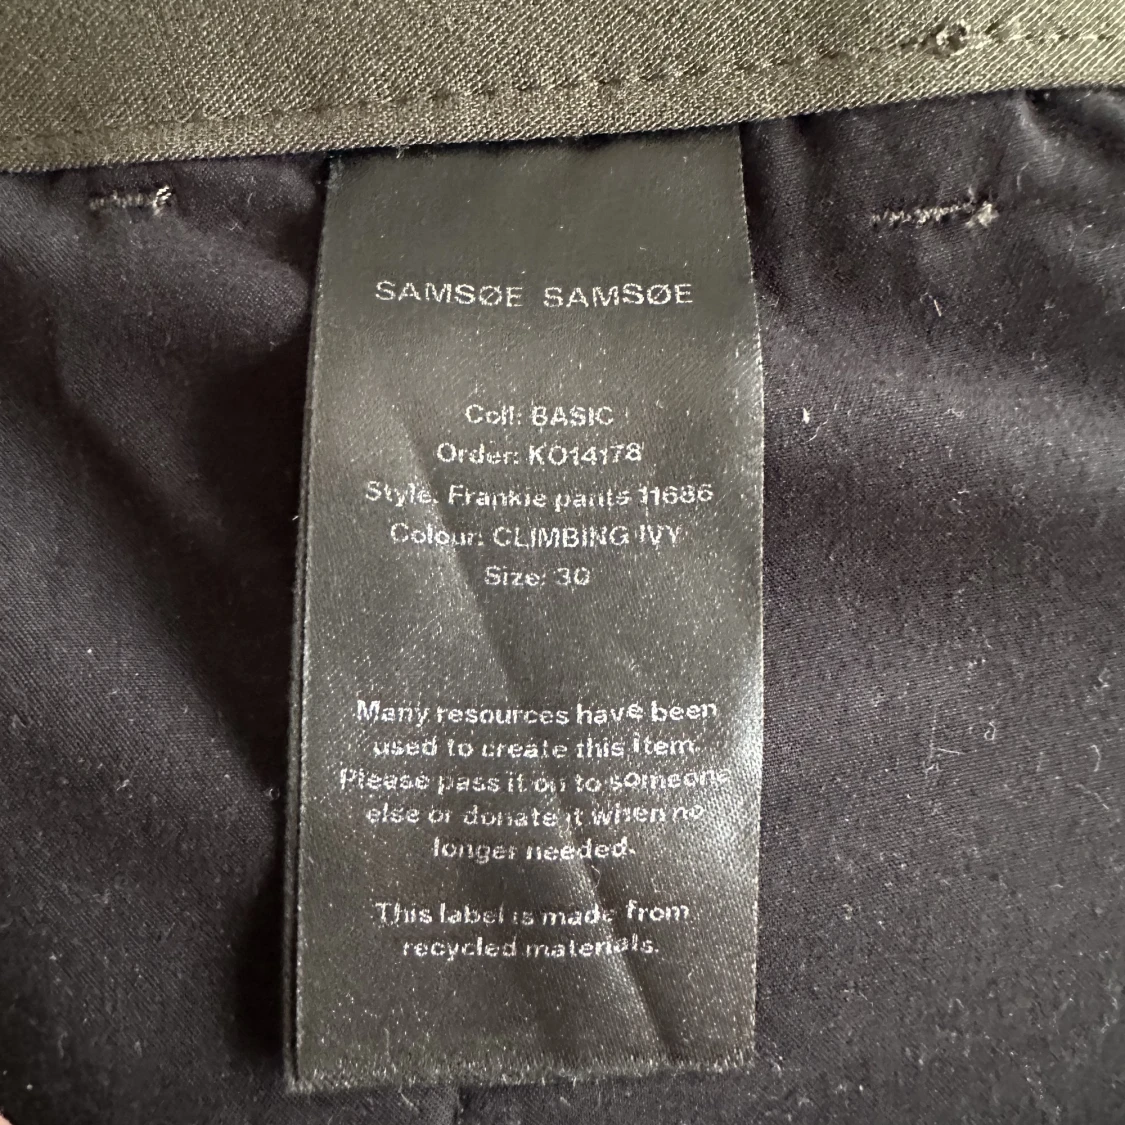 SAMSØE SAMSØE
Coll: BASIC
Order: KO14178
Style: Frankie pants 11686
Colour: CLIMBING IVY
Size: 30
Many resources have been
used to create this item.
Please pass it on to someone
else or donate it when no
longer needed.
This label is made from
recycled materials.